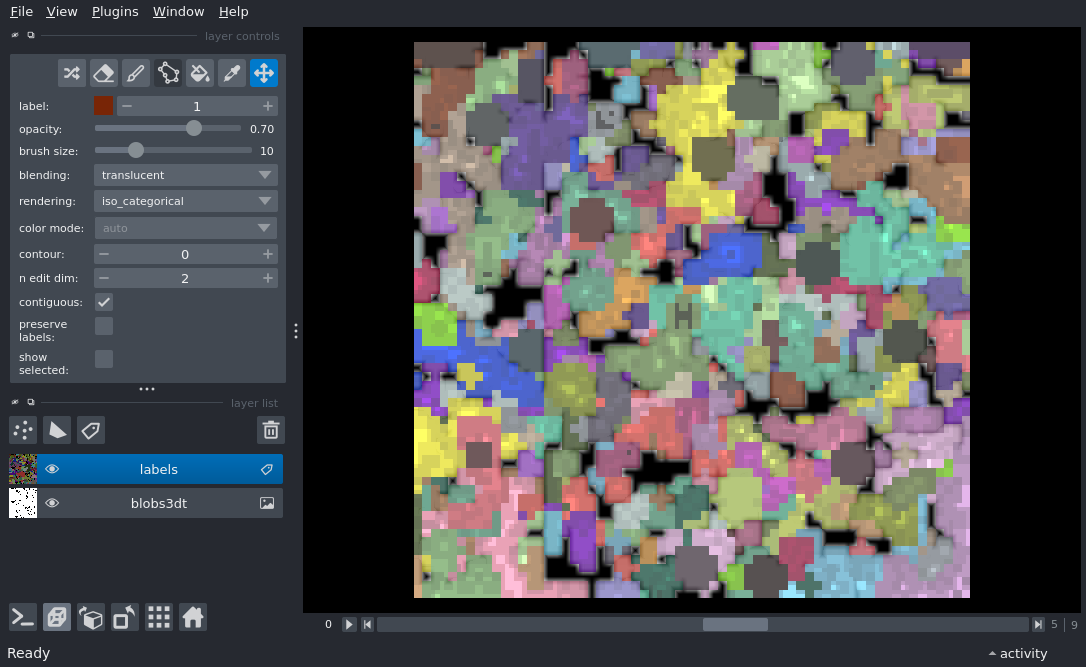 File View Plugins Window Help
layer controls
label: 1
opacity: 0.70
brush size: 10
blending: translucent
rendering: iso_categorical
color mode: auto
contour: 0
n edit dim: 2
contiguous:
preserve
labels:
show
selected:
layer list
labels
blobs3dt
0 5 | 9
Ready activity